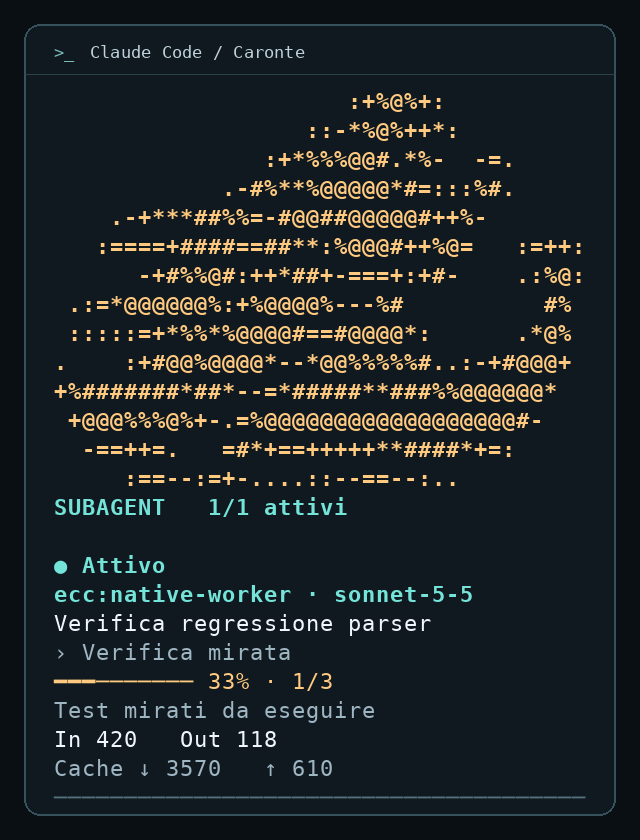 >_ Claude Code / Caronte
:+%@%+:
::-*%@%++*:
:+*%%%@@#.*%-  -=.
.-#%**%@@@@@*#=:::%#.
.-+***##%%=-#@@##@@@@@#++%-
:====+####==##**:%@@@#++%@=   :=++:
-+#%%@#:++*##+-===+:+#-    .:%@:
.:=*@@@@@@%:+%@@@@%---%#          #%
:::::=+*%%*%@@@@#==#@@@@*:      .*@%
.    :+#@@%@@@@*--*@@%%%%%#..:-+#@@@+
+%#######*##*--=*#####**###%%@@@@@@*
+@@@%%%@%+-.=%@@@@@@@@@@@@@@@@@@#-
-==++=.   =#*+==+++++**####*+=:
:==--:=+-....::--==--:..
SUBAGENT   1/1 attivi
● Attivo
ecc:native-worker · sonnet-5-5
Verifica regressione parser
› Verifica mirata
━━━─────── 33% · 1/3
Test mirati da eseguire
In 420   Out 118
Cache ↓ 3570   ↑ 610